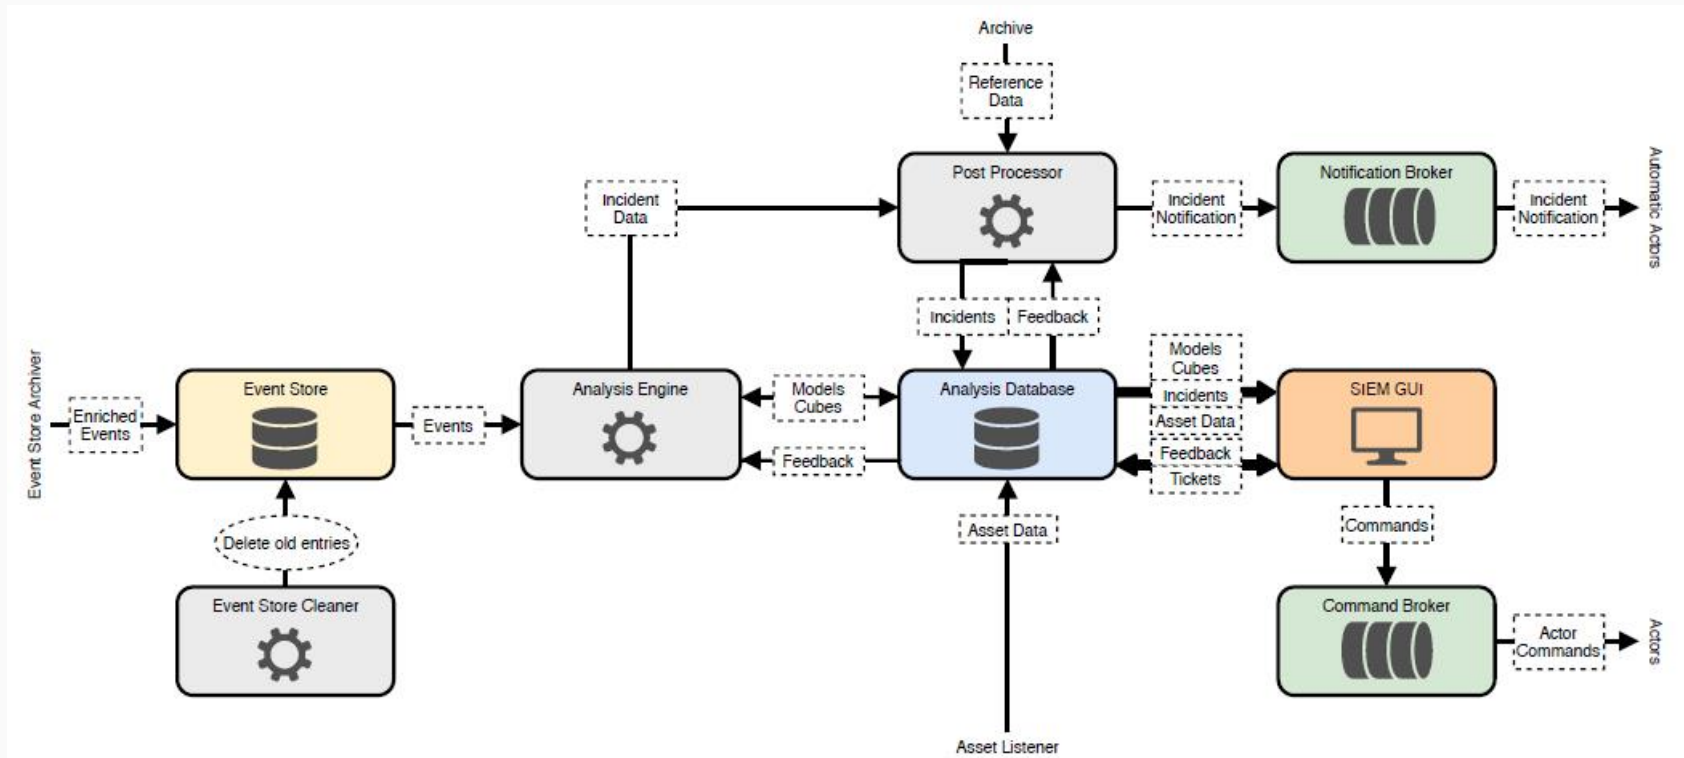 Archive
Reference
Data
Post Processor
Notification Broker
Automatic Actors
Incident
Data
Incident
Notification
Incident
Notification
Incidents
Feedback
Event Store Archiver
Enriched
Events
Event Store
Events
Analysis Engine
Models
Cubes
Feedback
Analysis Database
Models
Cubes
Incidents
Asset Data
Feedback
Tickets
SIEM GUI
Delete old entries
Asset Data
Commands
Event Store Cleaner
Command Broker
Actor
Commands
Actors
Asset Listener